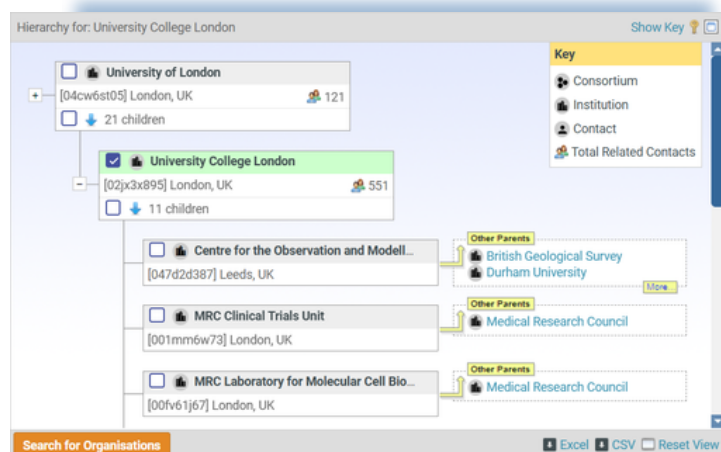 Hierarchy for: University College London
Show Key
Key
Consortium
Institution
Contact
Total Related Contacts
University of London
[04cw6st05] London, UK 121
21 children
University College London
[02jx3x895] London, UK 551
11 children
Centre for the Observation and Modell...
[047d2d387] Leeds, UK
Other Parents
British Geological Survey
Durham University
More...
MRC Clinical Trials Unit
[001mm6w73] London, UK
Other Parents
Medical Research Council
MRC Laboratory for Molecular Cell Bio...
[00fv61j67] London, UK
Other Parents
Medical Research Council
Search for Organisations
Excel CSV Reset View